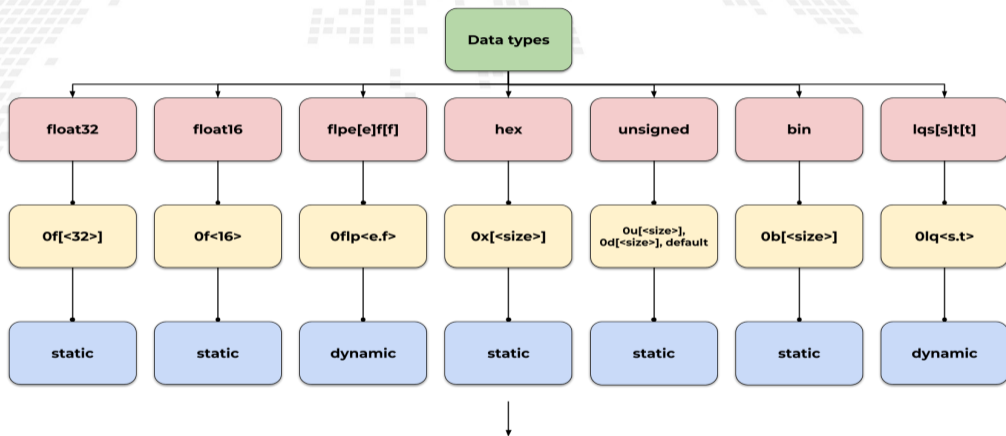 Data types
float32
float16
flpe[e]f[f]
hex
unsigned
bin
lqs[s]t[t]
0f[<32>]
0f<16>
0flp<e.f>
0x[<size>]
0u[<size>],
0d[<size>], default
0b[<size>]
0lq<s.t>
static
static
dynamic
static
static
static
dynamic